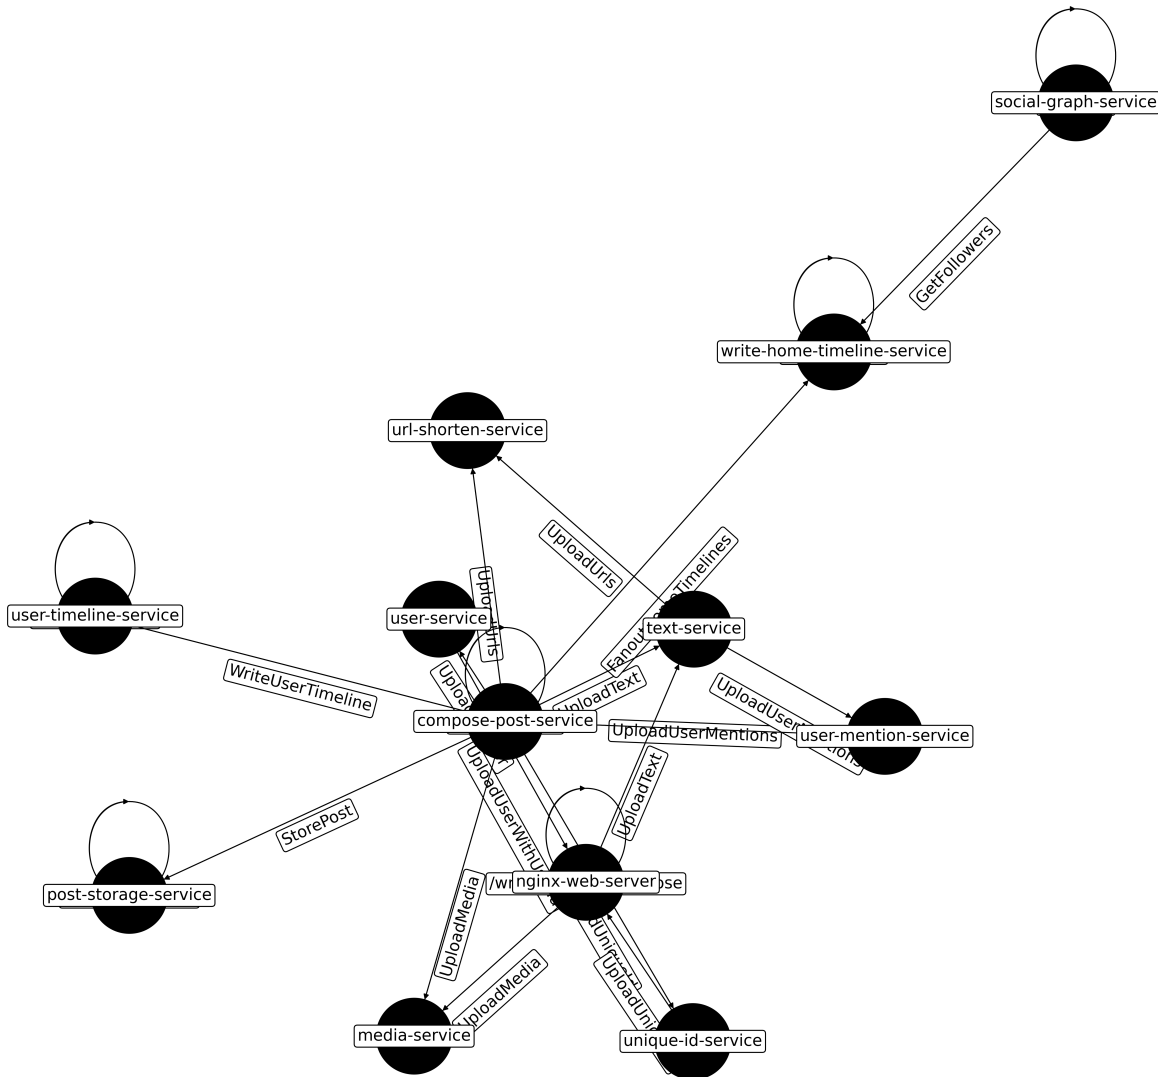 social-graph-service
GetFollowers
write-home-timeline-service
url-shorten-service
UploadUrls
UploadUrls
user-timeline-service
user-service
text-service
WriteUserTimeline
UploadText
compose-post-service
UploadUserMentions
UploadUserMentions
user-mention-service
UploadText
StorePost
post-storage-service
nginx-web-server
UploadMedia
UploadMedia
media-service
unique-id-service